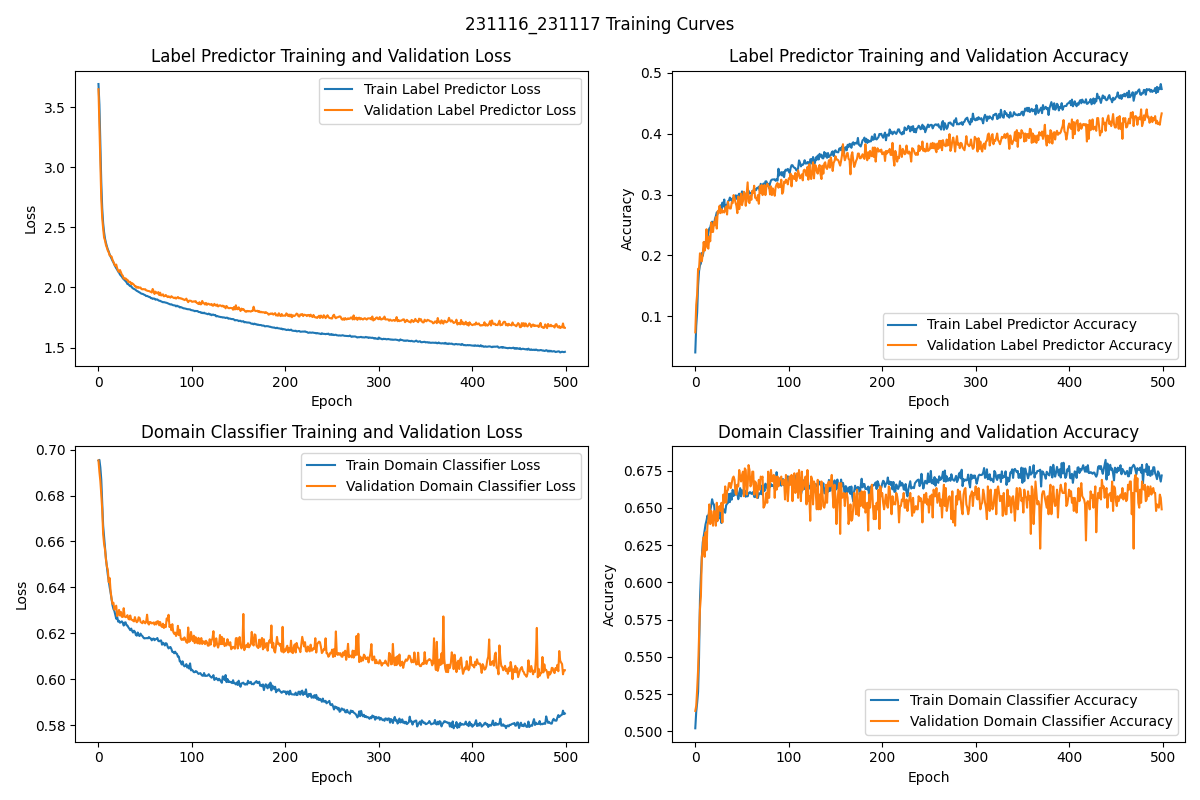 231116_231117 Training Curves
Label Predictor Training and Validation Loss
Loss
3.5
3.0
2.5
2.0
1.5
Train Label Predictor Loss
Validation Label Predictor Loss
0 100 200 300 400 500
Epoch
Label Predictor Training and Validation Accuracy
Accuracy
0.5
0.4
0.3
0.2
0.1
Train Label Predictor Accuracy
Validation Label Predictor Accuracy
0 100 200 300 400 500
Epoch
Domain Classifier Training and Validation Loss
Loss
0.70
0.68
0.66
0.64
0.62
0.60
0.58
Train Domain Classifier Loss
Validation Domain Classifier Loss
0 100 200 300 400 500
Epoch
Domain Classifier Training and Validation Accuracy
Accuracy
0.675
0.650
0.625
0.600
0.575
0.550
0.525
0.500
Train Domain Classifier Accuracy
Validation Domain Classifier Accuracy
0 100 200 300 400 500
Epoch